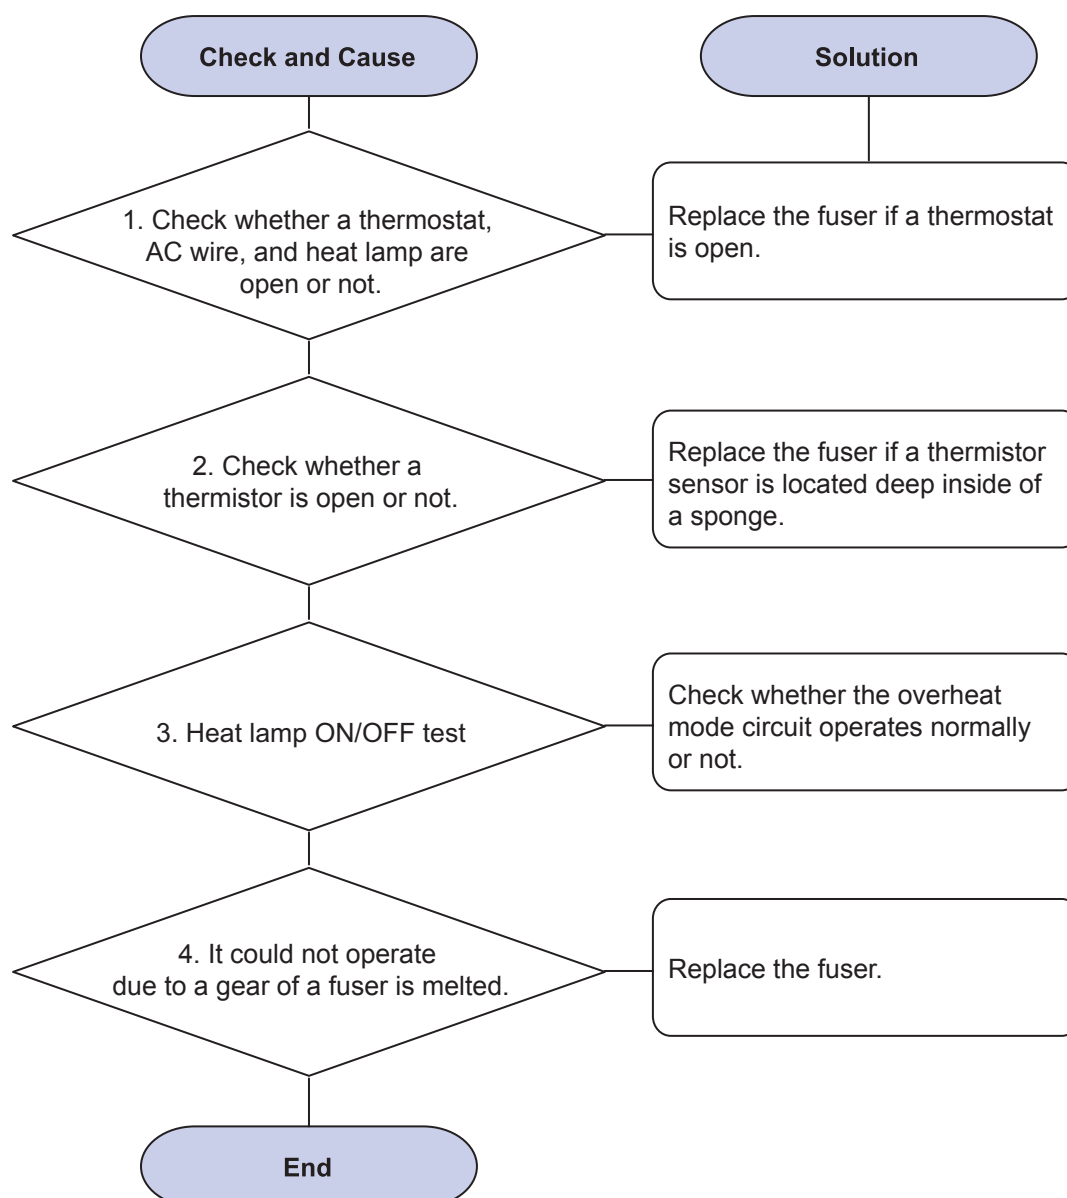 Check and Cause
Solution
1. Check whether a thermostat,
AC wire, and heat lamp are
open or not.
Replace the fuser if a thermostat
is open.
2. Check whether a
thermistor is open or not.
Replace the fuser if a thermistor
sensor is located deep inside of
a sponge.
3. Heat lamp ON/OFF test
Check whether the overheat
mode circuit operates normally
or not.
4. It could not operate
due to a gear of a fuser is melted.
Replace the fuser.
End